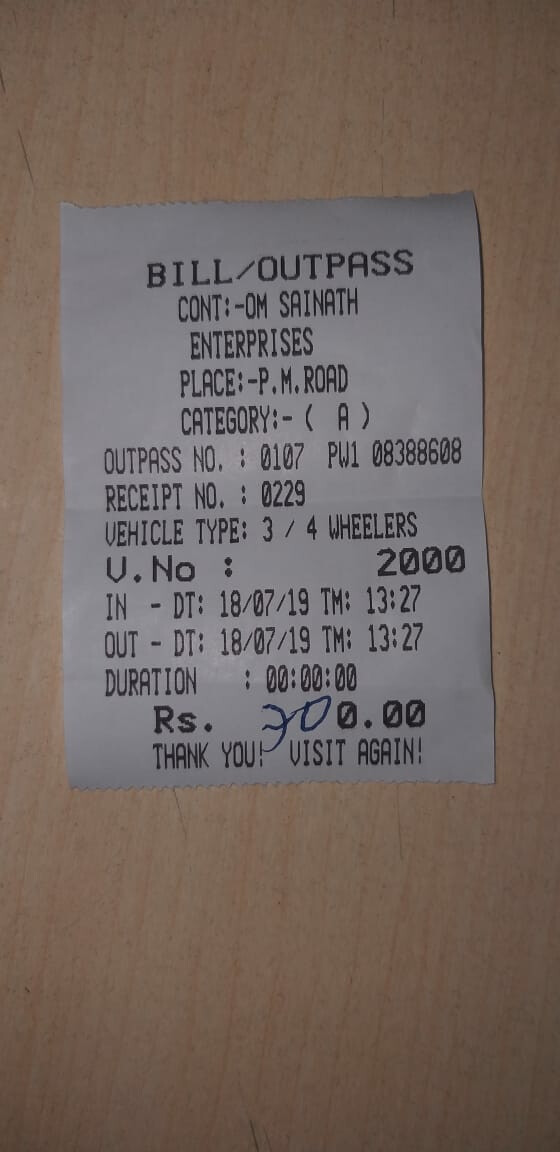 BILL/OUTPASS
CONT:-OM SAINATH
ENTERPRISES
PLACE:-P.M.ROAD
CATEGORY:- ( A )
OUTPASS NO. : 0107 PW1 08388608
RECEIPT NO. : 0229
VEHICLE TYPE: 3 / 4 WHEELERS
V.No : 2000
IN - DT: 18/07/19 TM: 13:27
OUT - DT: 18/07/19 TM: 13:27
DURATION : 00:00:00
Rs. 0.00
THANK YOU! VISIT AGAIN!